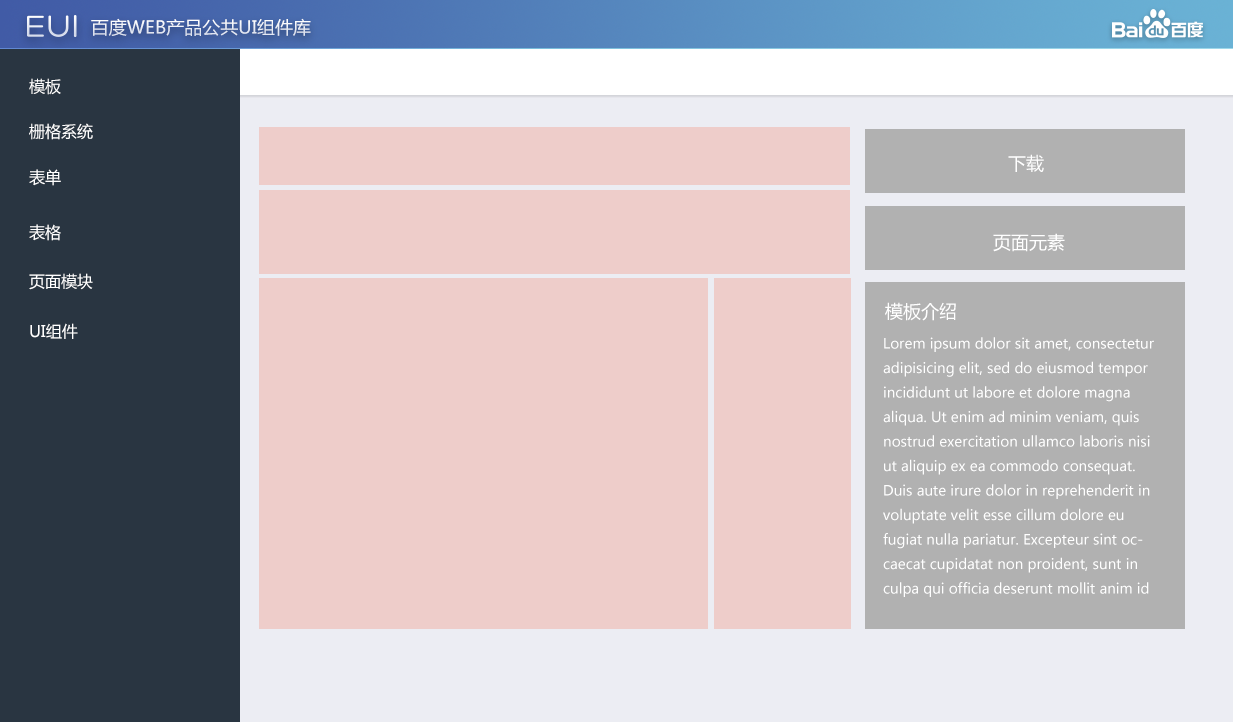 EUI 百度WEB产品公共UI组件库
Bai du 百度
模板
栅格系统
表单
表格
页面模块
UI组件
下载
页面元素
模板介绍
Lorem ipsum dolor sit amet, consectetur
adipisicing elit, sed do eiusmod tempor
incididunt ut labore et dolore magna
aliqua. Ut enim ad minim veniam, quis
nostrud exercitation ullamco laboris nisi
ut aliquip ex ea commodo consequat.
Duis aute irure dolor in reprehenderit in
voluptate velit esse cillum dolore eu
fugiat nulla pariatur. Excepteur sint oc-
caecat cupidatat non proident, sunt in
culpa qui officia deserunt mollit anim id